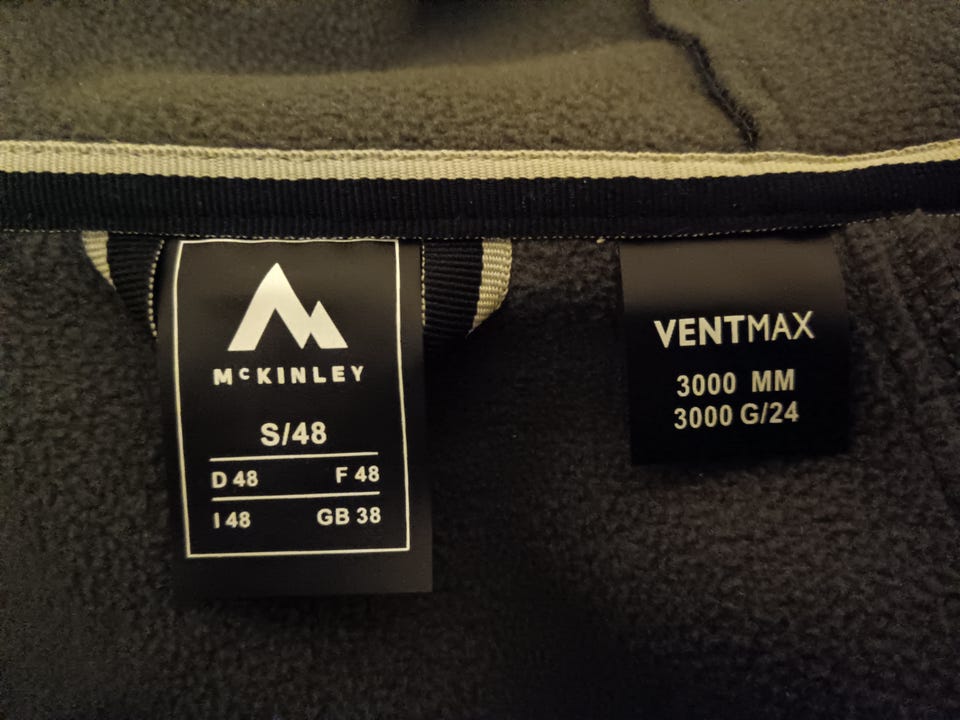 McKINLEY
S/48
D 48 F 48
I 48 GB 38
VENTMAX
3000 MM
3000 G/24